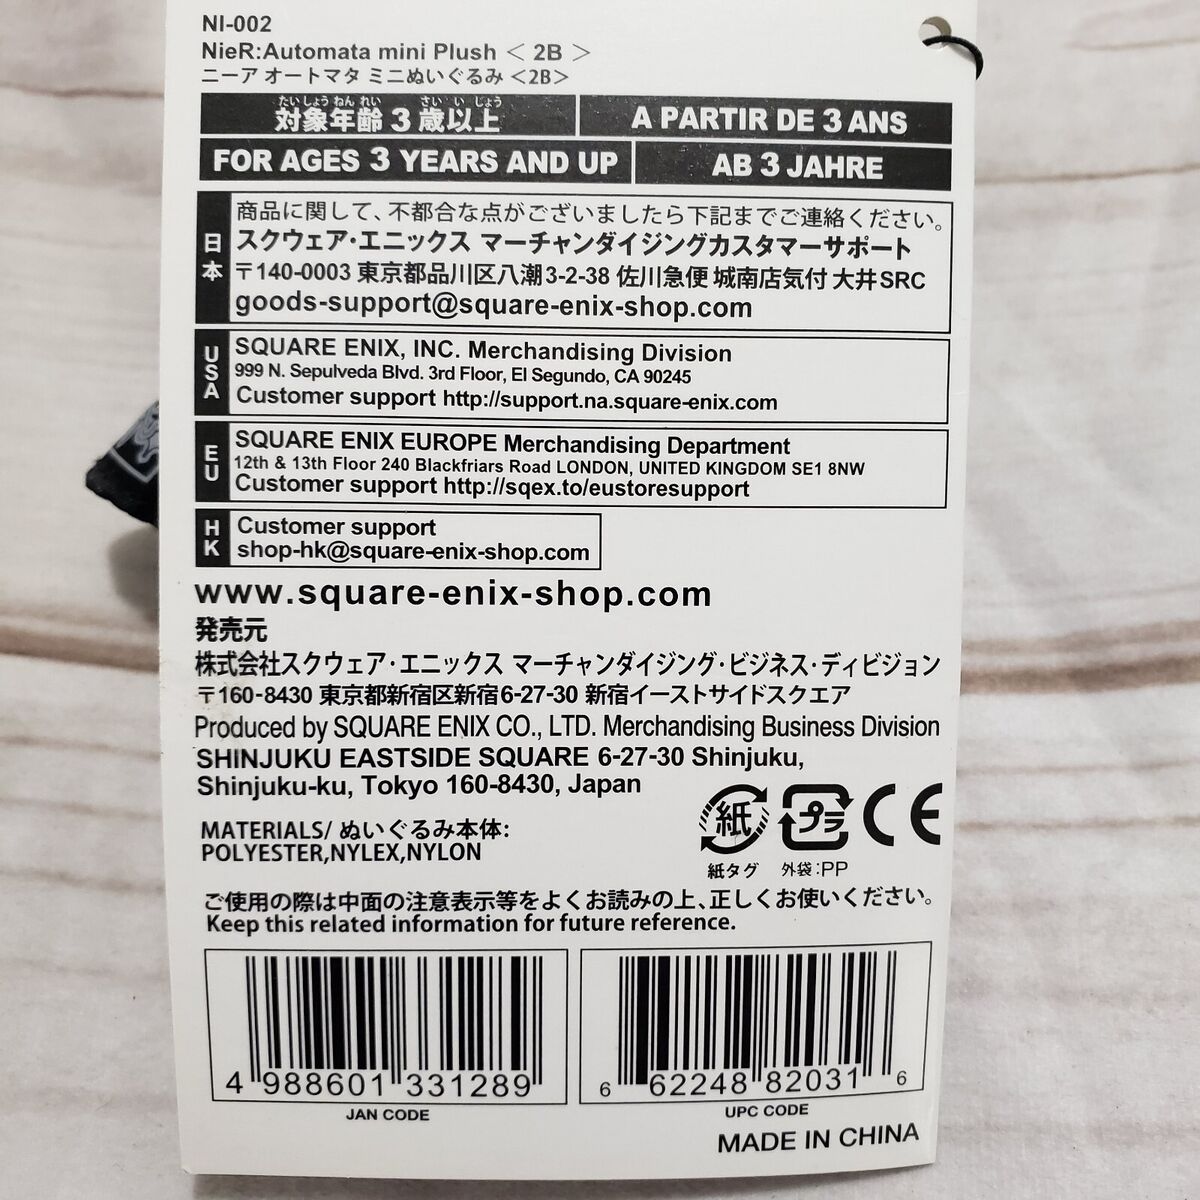 NI-002
NieR:Automata mini Plush < 2B >
ニーア オートマタ ミニぬいぐるみ <2B>
たいしょうねんれい さいいじょう
対象年齢 3 歳以上
A PARTIR DE 3 ANS
FOR AGES 3 YEARS AND UP
AB 3 JAHRE
日本
商品に関して、不都合な点がございましたら下記までご連絡ください。
スクウェア・エニックス マーチャンダイジングカスタマーサポート
〒140-0003 東京都品川区八潮3-2-38 佐川急便 城南店気付 大井SRC
goods-support@square-enix-shop.com
USA
SQUARE ENIX, INC. Merchandising Division
999 N. Sepulveda Blvd. 3rd Floor, El Segundo, CA 90245
Customer support http://support.na.square-enix.com
EU
SQUARE ENIX EUROPE Merchandising Department
12th & 13th Floor 240 Blackfriars Road LONDON, UNITED KINGDOM SE1 8NW
Customer support http://sqex.to/eustoresupport
HK
Customer support
shop-hk@square-enix-shop.com
www.square-enix-shop.com
発売元
株式会社スクウェア・エニックス マーチャンダイジング・ビジネス・ディビジョン
〒160-8430 東京都新宿区新宿6-27-30 新宿イーストサイドスクエア
Produced by SQUARE ENIX CO., LTD. Merchandising Business Division
SHINJUKU EASTSIDE SQUARE 6-27-30 Shinjuku,
Shinjuku-ku, Tokyo 160-8430, Japan
紙 プラ CE
紙タグ 外袋:PP
MATERIALS/ ぬいぐるみ本体:
POLYESTER,NYLEX,NYLON
ご使用の際は中面の注意表示等をよくお読みの上、正しくお使いください。
Keep this related information for future reference.
4 988601 331289
JAN CODE
6 62248 82031 6
UPC CODE
MADE IN CHINA